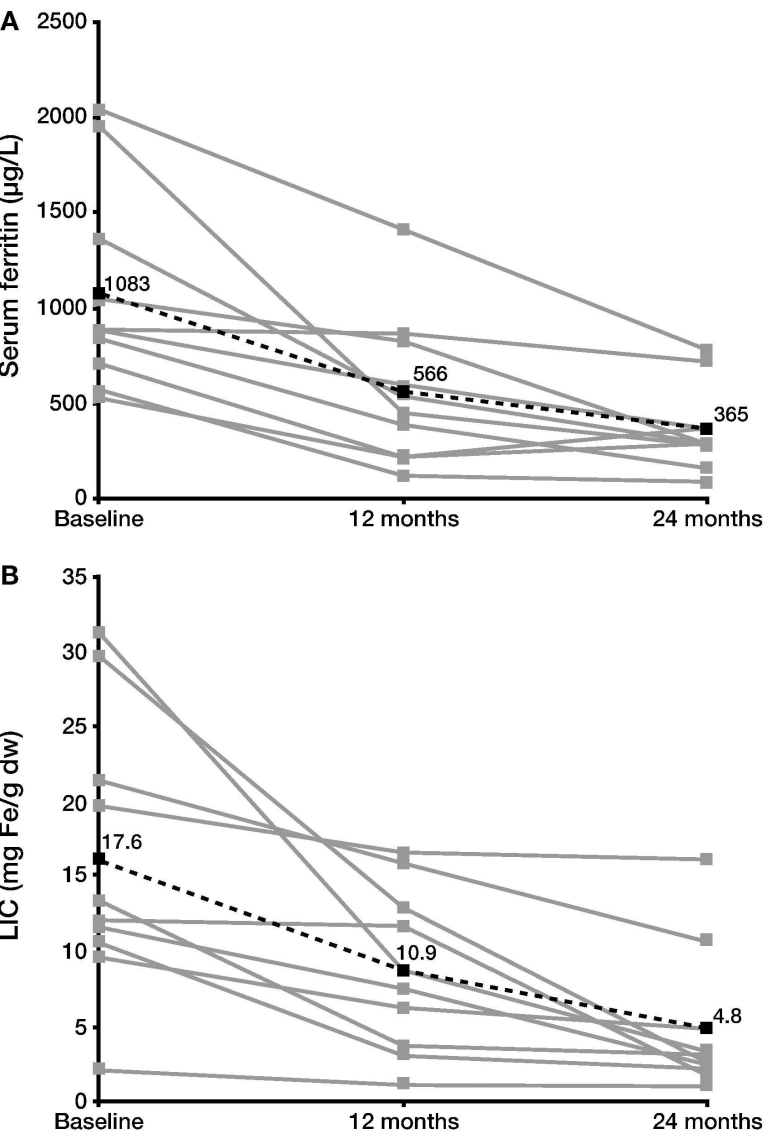 A
Serum ferritin (µg/L)
2500
2000
1500
1000
500
0
1083
566
365
Baseline
12 months
24 months
B
LIC (mg Fe/g dw)
35
30
25
20
15
10
5
0
17.6
10.9
4.8
Baseline
12 months
24 months